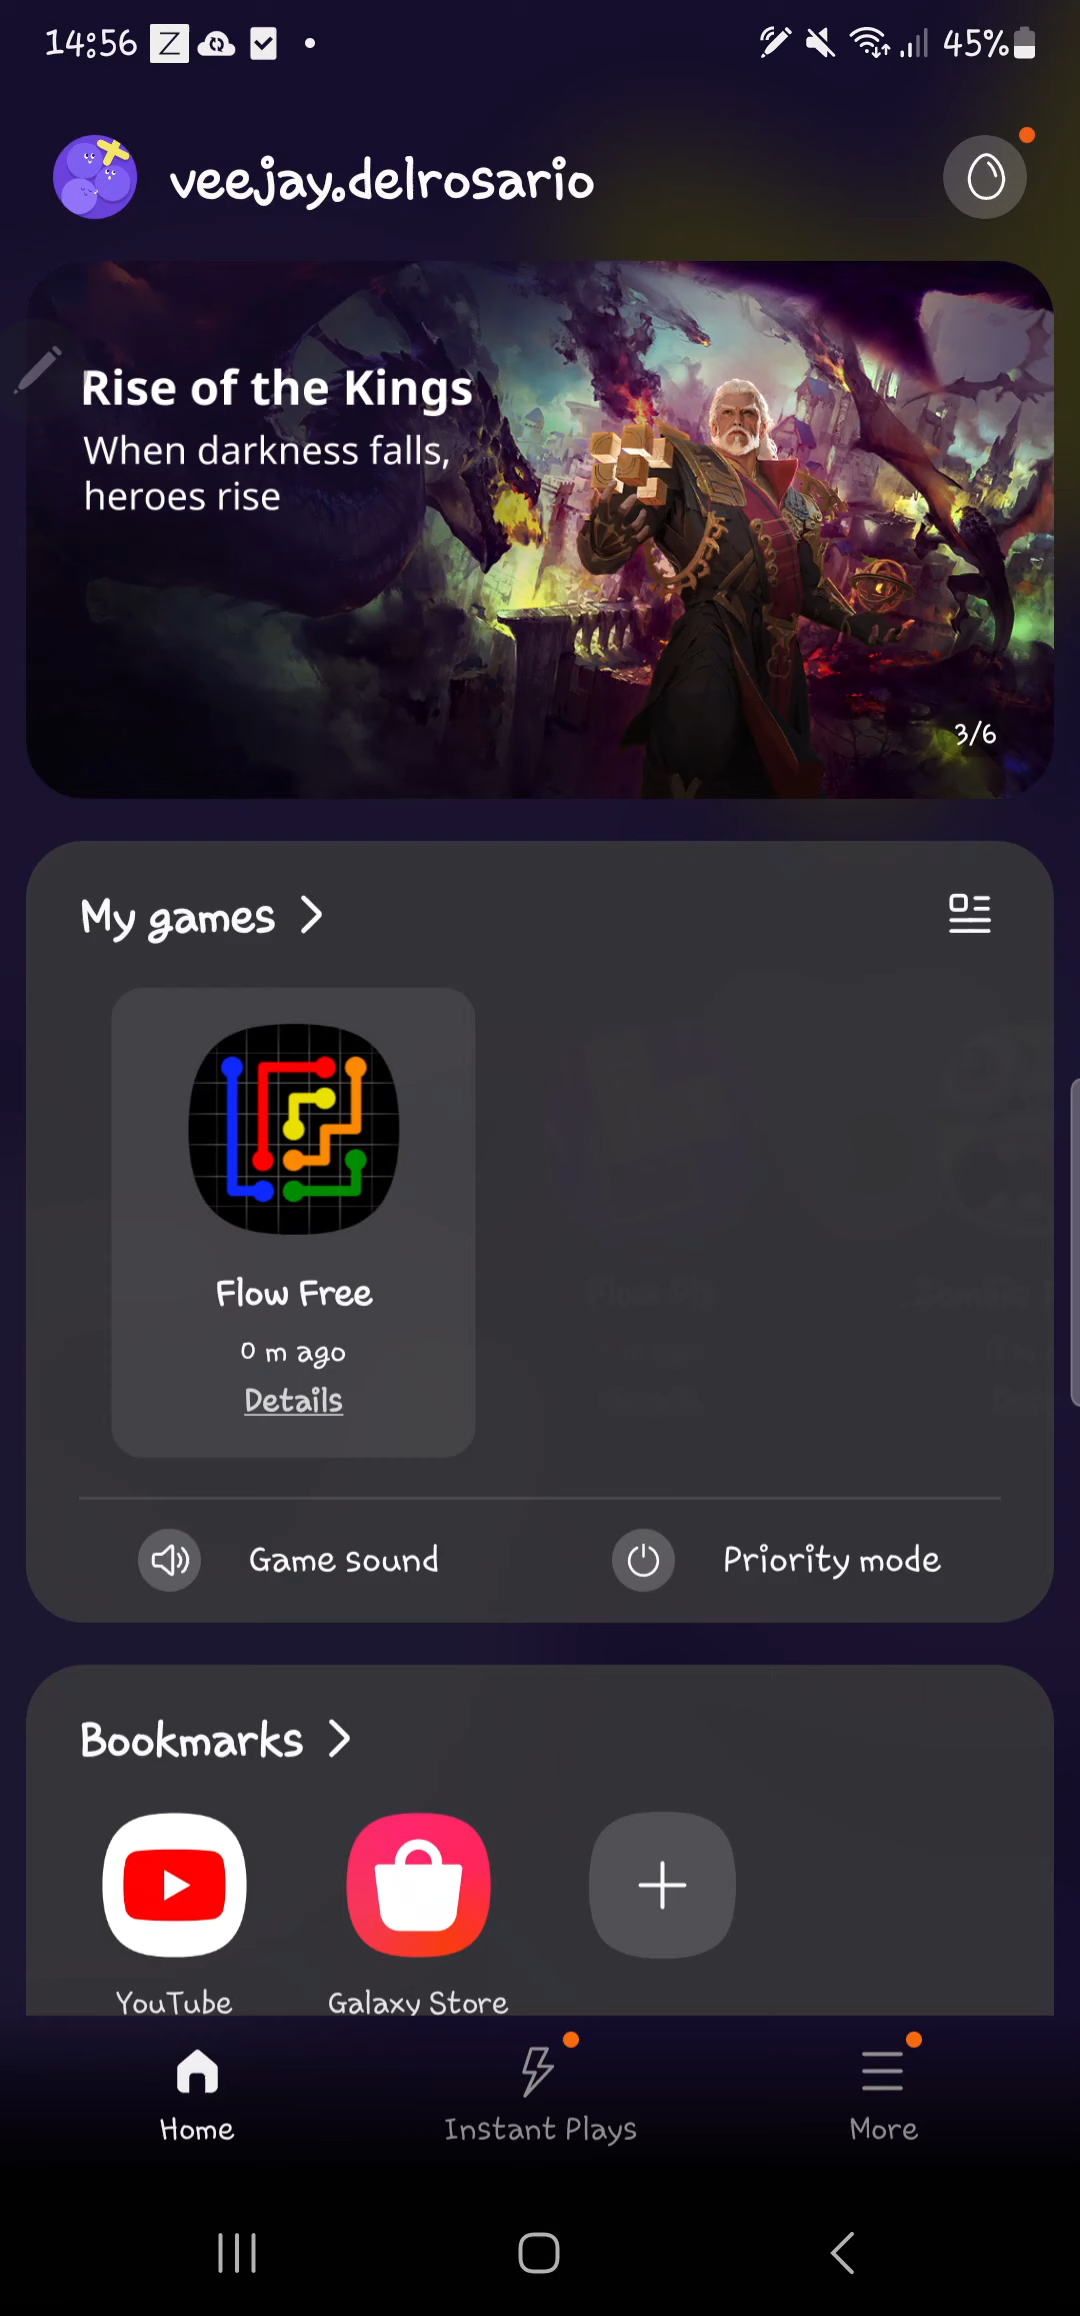 14:56
45%
veejay.delrosario
Rise of the Kings
When darkness falls,
heroes rise
3/6
My games
Flow Free
0 m ago
Details
Game sound
Priority mode
Bookmarks
YouTube
Galaxy Store
Home
Instant Plays
More